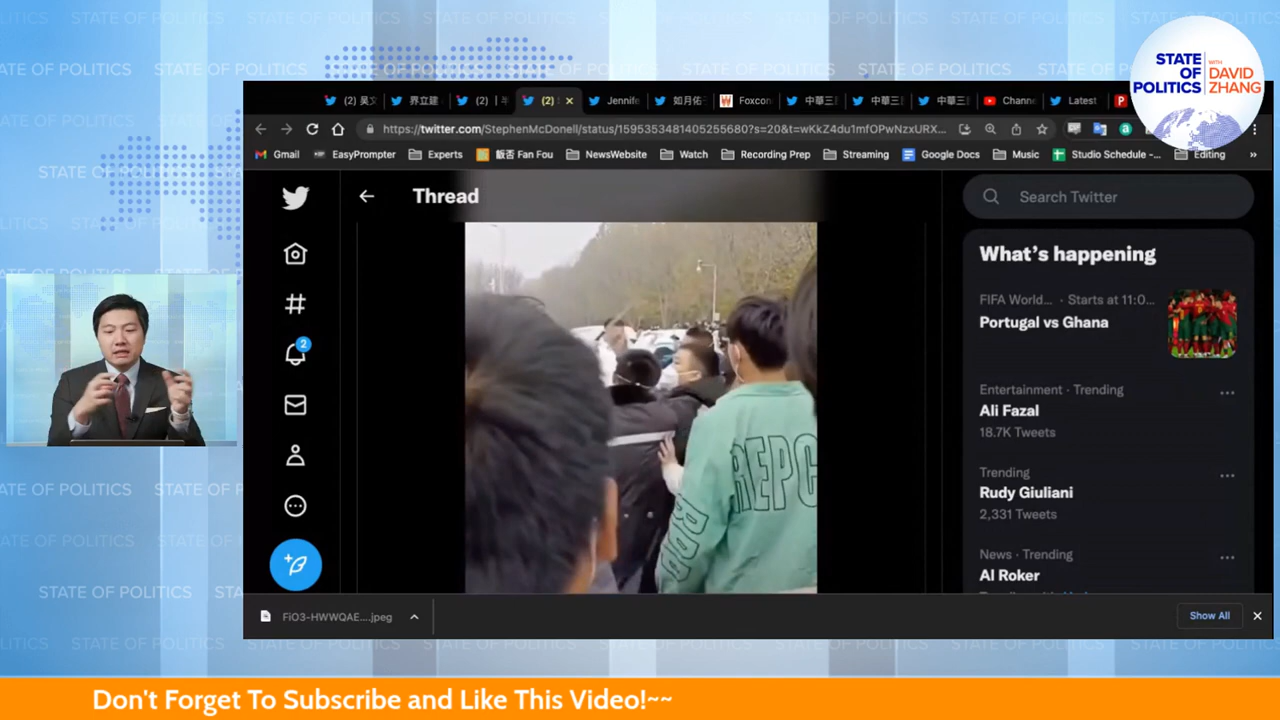 STATE OF POLITICS
STATE
OF
POLITICS
WITH
DAVID
ZHANG
(2) 吴文
界立建
(2)
(2)
Jennife
如月佑
Foxcon
中華三
中華三
中華三
Chann
Latest
https://twitter.com/StephenMcDonell/status/1595353481405255680?s=20&t=wKkZ4du1mfOPwNzxURX...
Gmail
EasyPrompter
Experts
飯否 Fan Fou
NewsWebsite
Watch
Recording Prep
Streaming
Google Docs
Music
Studio Schedule -...
Editing
»
Thread
Search Twitter
What's happening
FIFA World... · Starts at 11:0...
Portugal vs Ghana
Entertainment · Trending
Ali Fazal
18.7K Tweets
Trending
Rudy Giuliani
2,331 Tweets
News · Trending
Al Roker
2
REPC
FiO3-HWWQAE....jpeg
Show All
Don't Forget To Subscribe and Like This Video!~~